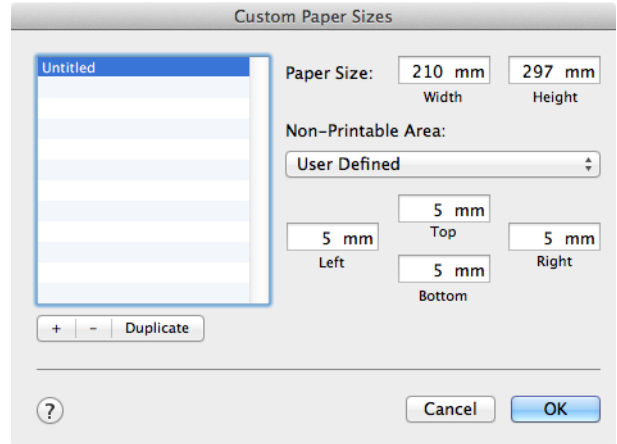 Custom Paper Sizes
Untitled
Paper Size: 210 mm 297 mm
Width Height
Non-Printable Area:
User Defined
5 mm
Top
5 mm 5 mm
Left Right
5 mm
Bottom
+ - Duplicate
? Cancel OK